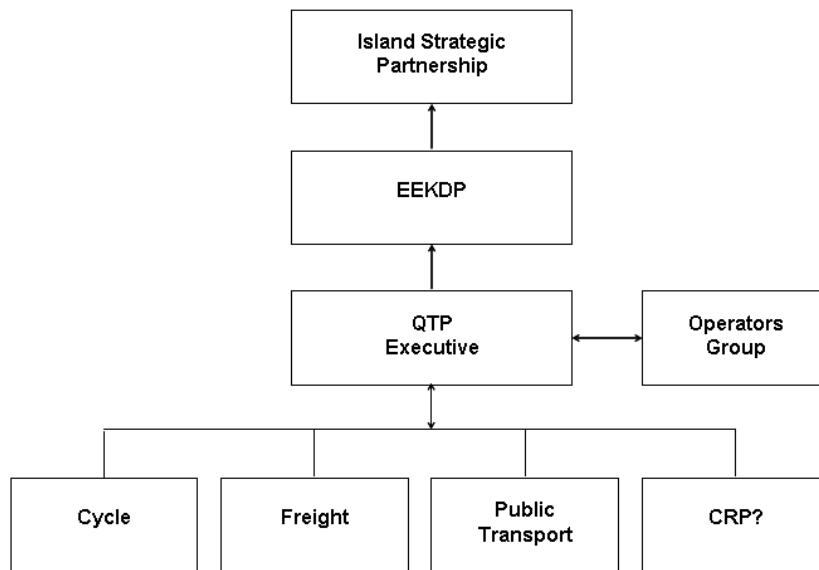 Island Strategic
Partnership
EEKDP
QTP
Executive
Operators
Group
Cycle
Freight
Public
Transport
CRP?